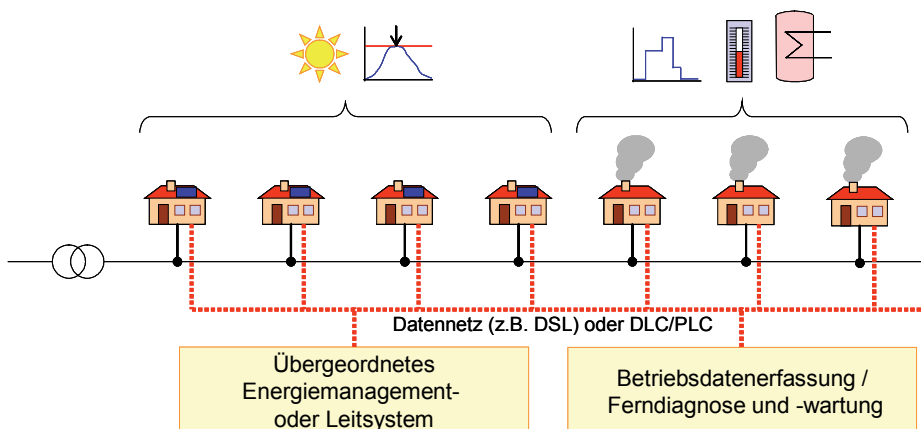 Datennetz (z.B. DSL) oder DLC/PLC
Übergeordnetes
Energiemanagement-
oder Leitsystem
Betriebsdatenerfassung /
Ferndiagnose und -wartung